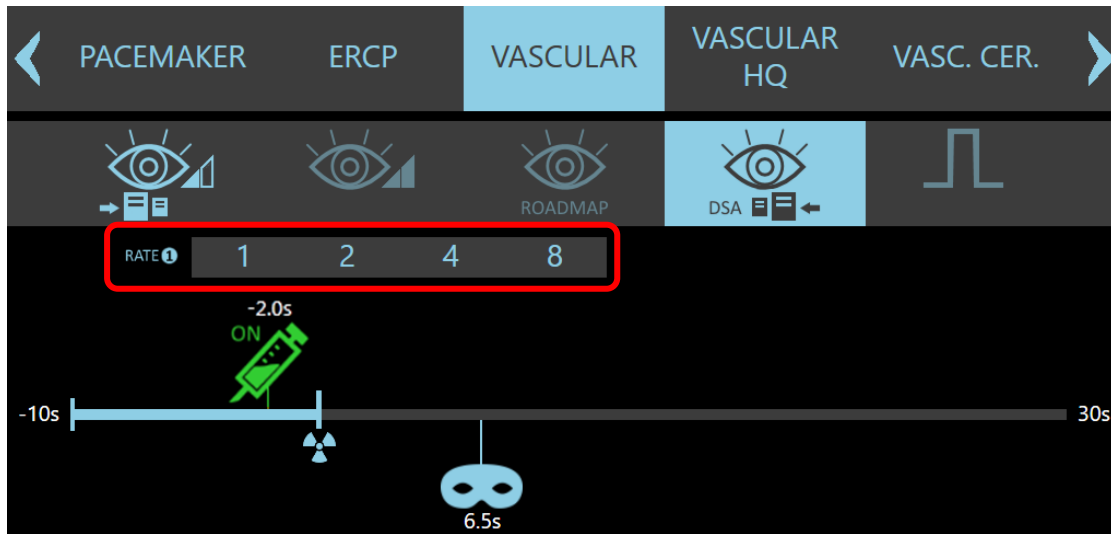 PACEMAKER ERCP VASCULAR VASCULAR HQ VASC. CER.
ROADMAP DSA
RATE 1 1 2 4 8
-2.0s
ON
-10s 30s
6.5s